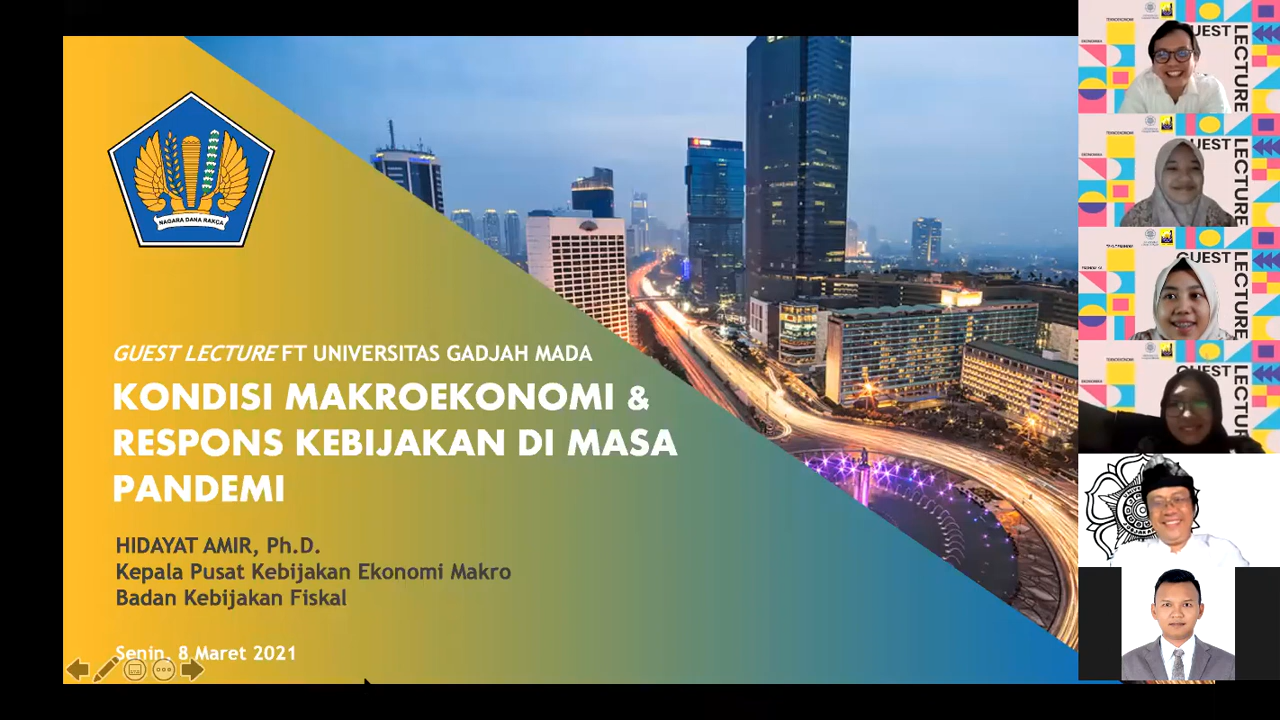 NAGARA DANA RAKCA
GUEST LECTURE FT UNIVERSITAS GADJAH MADA
KONDISI MAKROEKONOMI &
RESPONS KEBIJAKAN DI MASA
PANDEMI
HIDAYAT AMIR, Ph.D.
Kepala Pusat Kebijakan Ekonomi Makro
Badan Kebijakan Fiskal
Senin, 8 Maret 2021
GUEST
LECTURE
GUEST
LECTURE
GUEST
LECTURE
GUEST